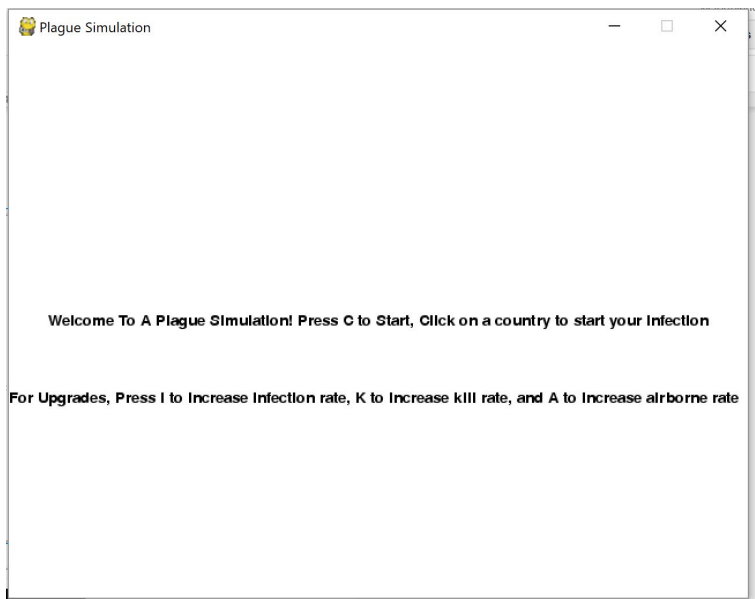 Plague Simulation
Welcome To A Plague Simulation! Press C to Start, Click on a country to start your Infection
For Upgrades, Press I to Increase Infection rate, K to Increase kill rate, and A to Increase airborne rate